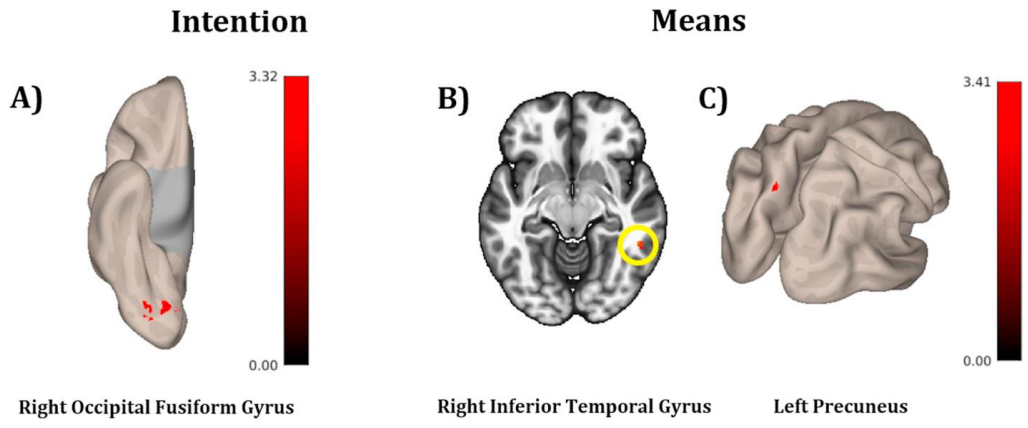 Intention
Means
A)
3.32
0.00
B)
C)
3.41
0.00
Right Occipital Fusiform Gyrus
Right Inferior Temporal Gyrus
Left Precuneus